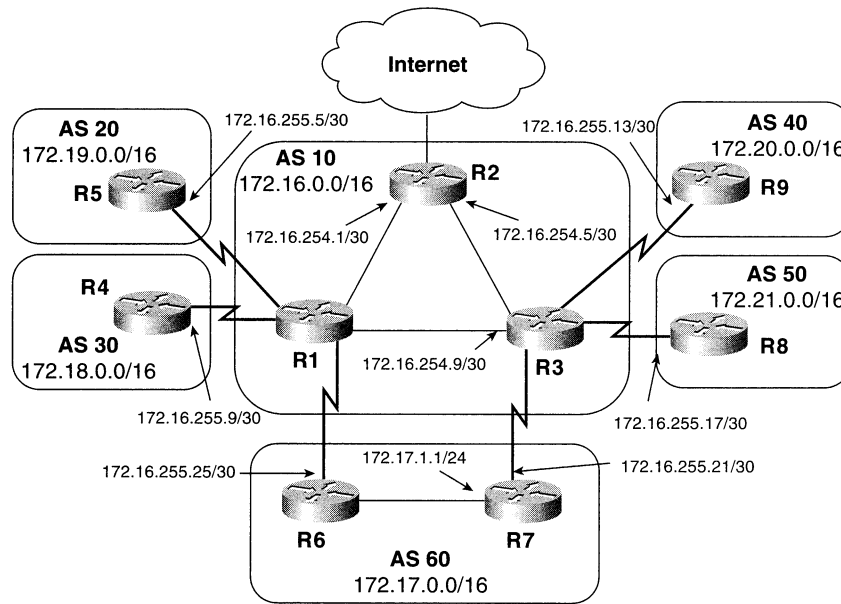 Internet
AS 20
172.19.0.0/16
R5
172.16.255.5/30
AS 10
172.16.0.0/16
R2
172.16.255.13/30
AS 40
172.20.0.0/16
R9
172.16.254.1/30
172.16.254.5/30
R4
AS 30
172.18.0.0/16
R1
172.16.254.9/30
R3
AS 50
172.21.0.0/16
R8
172.16.255.9/30
172.16.255.17/30
172.16.255.25/30
172.17.1.1/24
172.16.255.21/30
R6
R7
AS 60
172.17.0.0/16